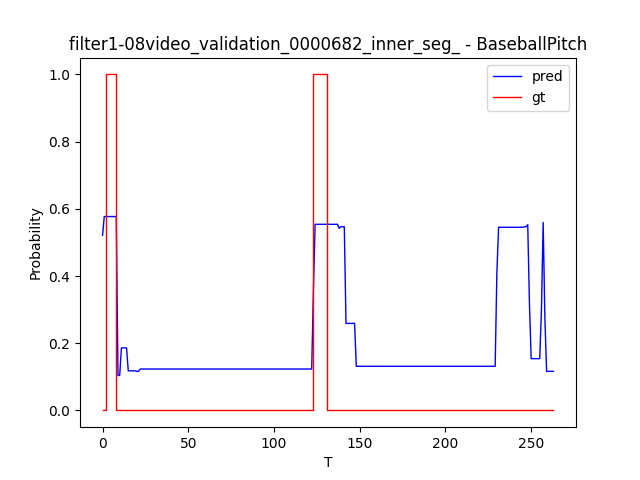 filter1-08video_validation_0000682_inner_seg_ - BaseballPitch
pred
gt
Probability
1.0
0.8
0.6
0.4
0.2
0.0
0 50 100 150 200 250
T